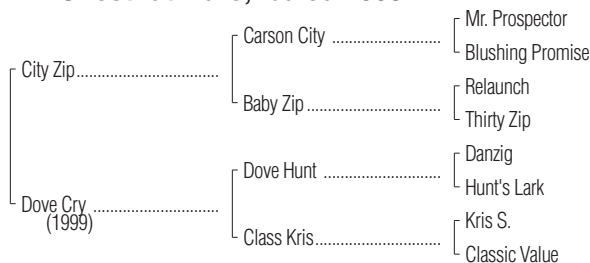 Mr. Prospector
Carson City ........................
Blushing Promise
City Zip................................
Relaunch
Baby Zip ..............................
Thirty Zip
Danzig
Dove Hunt ..........................
Hunt's Lark
Dove Cry ............................
(1999)
Kris S.
Class Kris............................
Classic Value